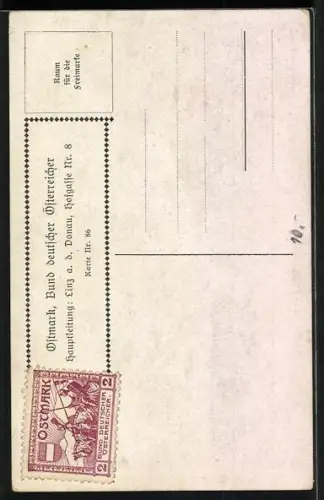 Raum
für die
Freimarke
Ostmark, Bund deutscher Österreicher
Hauptleitung: Linz a. d. Donau, Hofgasse Nr. 8
Karte Nr. 86
OSTMARK
2 BUND DEUTSCHER 2
ÖSTERREICHER.
10,-